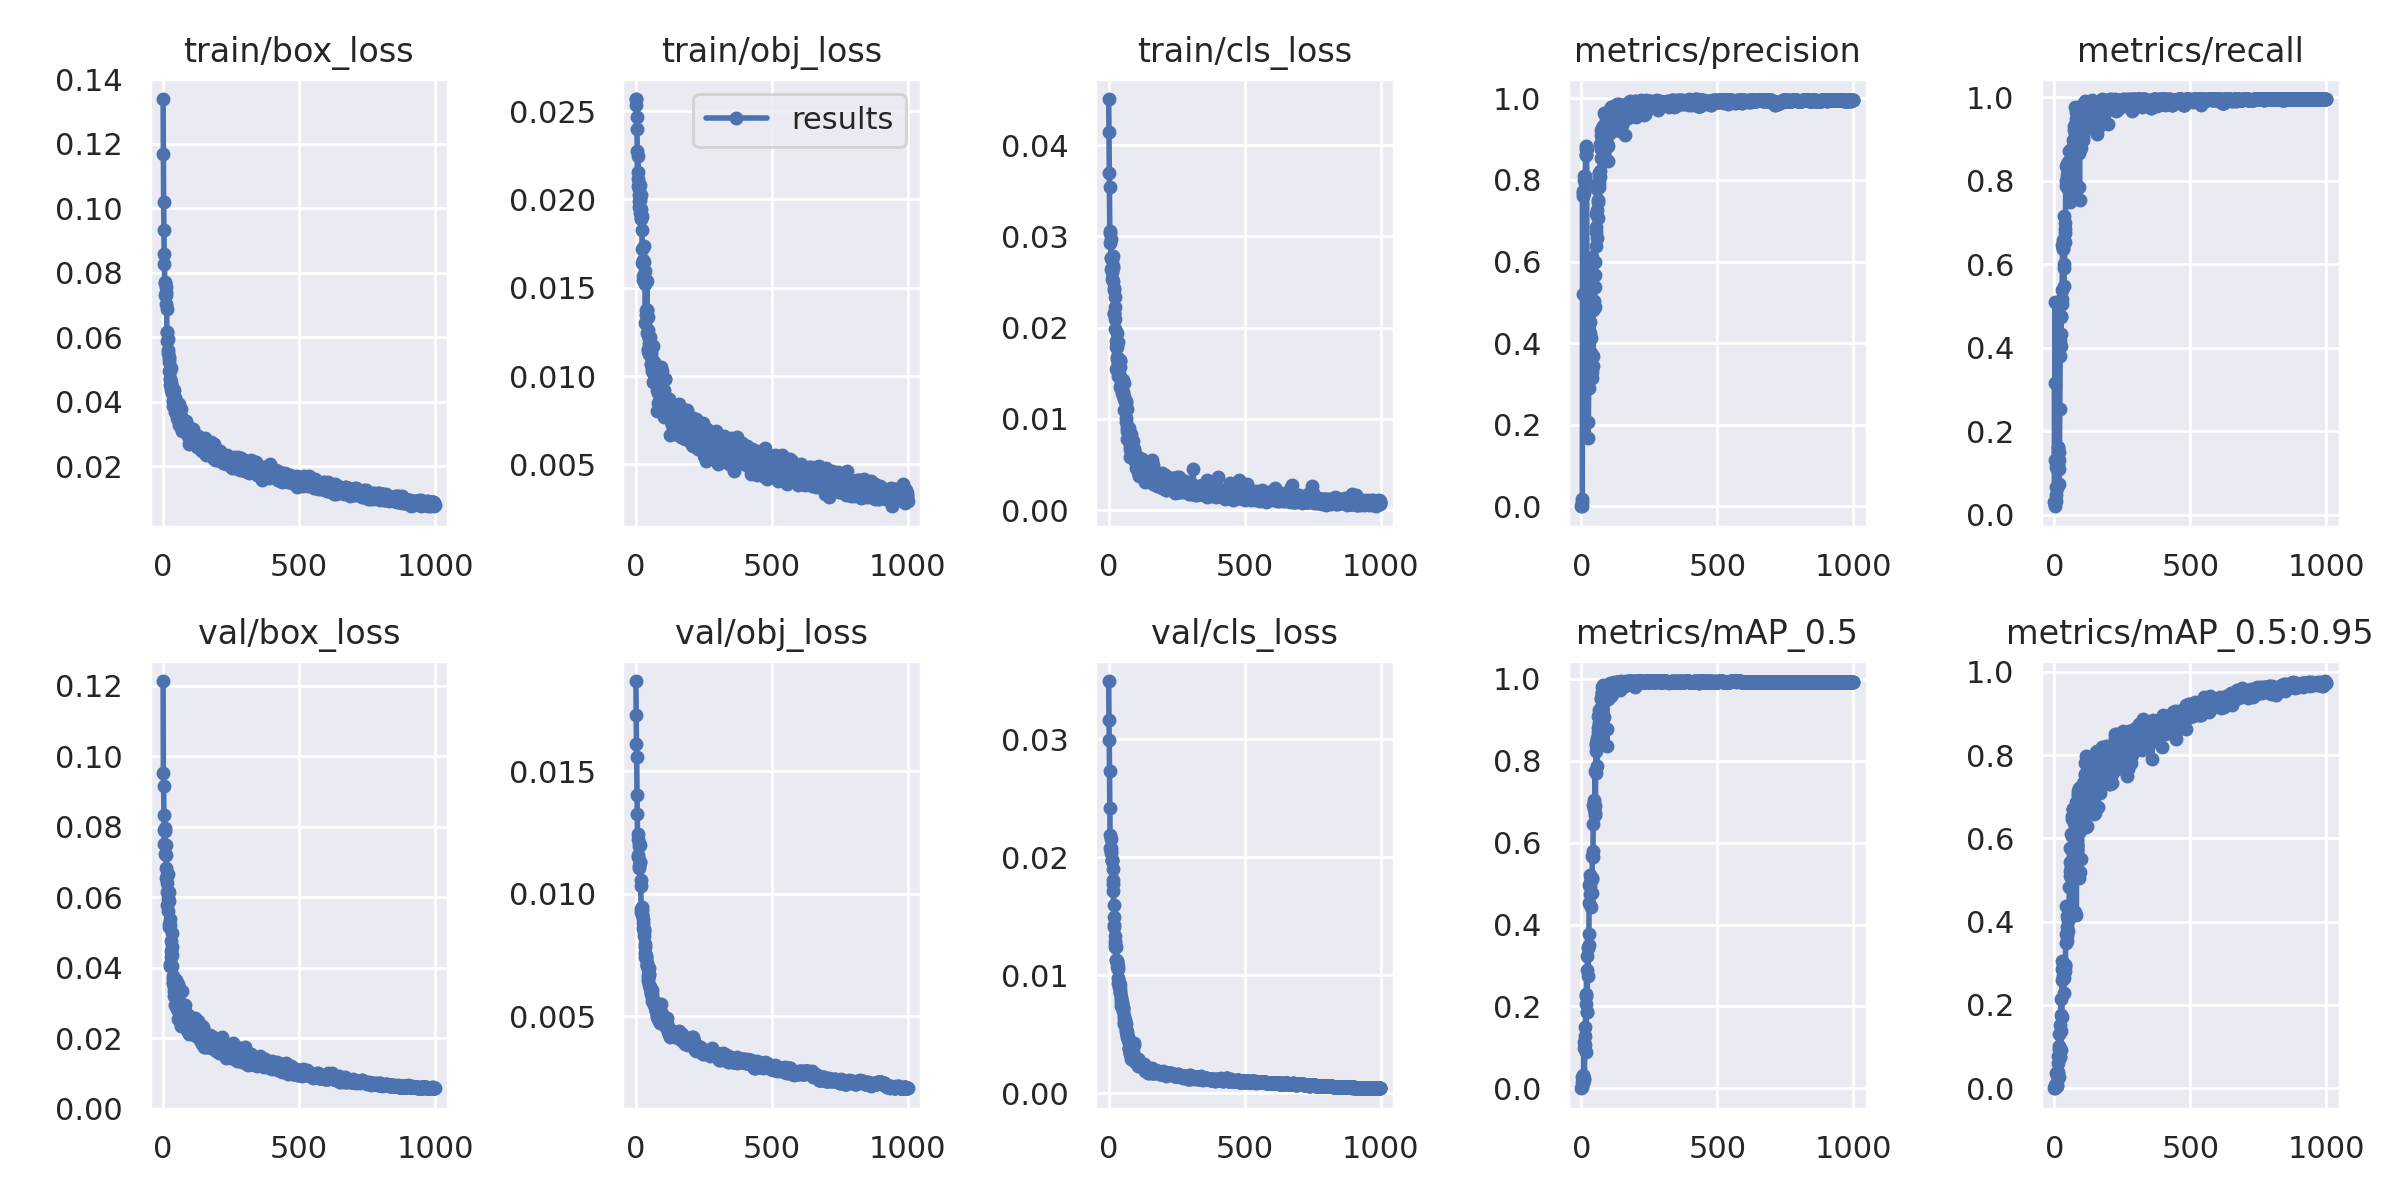 train/box_loss
train/obj_loss
train/cls_loss
metrics/precision
metrics/recall
0.14
0.12
0.10
0.08
0.06
0.04
0.02
0 500 1000
results
0.025
0.020
0.015
0.010
0.005
0 500 1000
0.04
0.03
0.02
0.01
0.00
0 500 1000
1.0
0.8
0.6
0.4
0.2
0.0
0 500 1000
1.0
0.8
0.6
0.4
0.2
0.0
0 500 1000
val/box_loss
val/obj_loss
val/cls_loss
metrics/mAP_0.5
metrics/mAP_0.5:0.95
0.12
0.10
0.08
0.06
0.04
0.02
0.00
0 500 1000
0.015
0.010
0.005
0 500 1000
0.03
0.02
0.01
0.00
0 500 1000
1.0
0.8
0.6
0.4
0.2
0.0
0 500 1000
1.0
0.8
0.6
0.4
0.2
0.0
0 500 1000